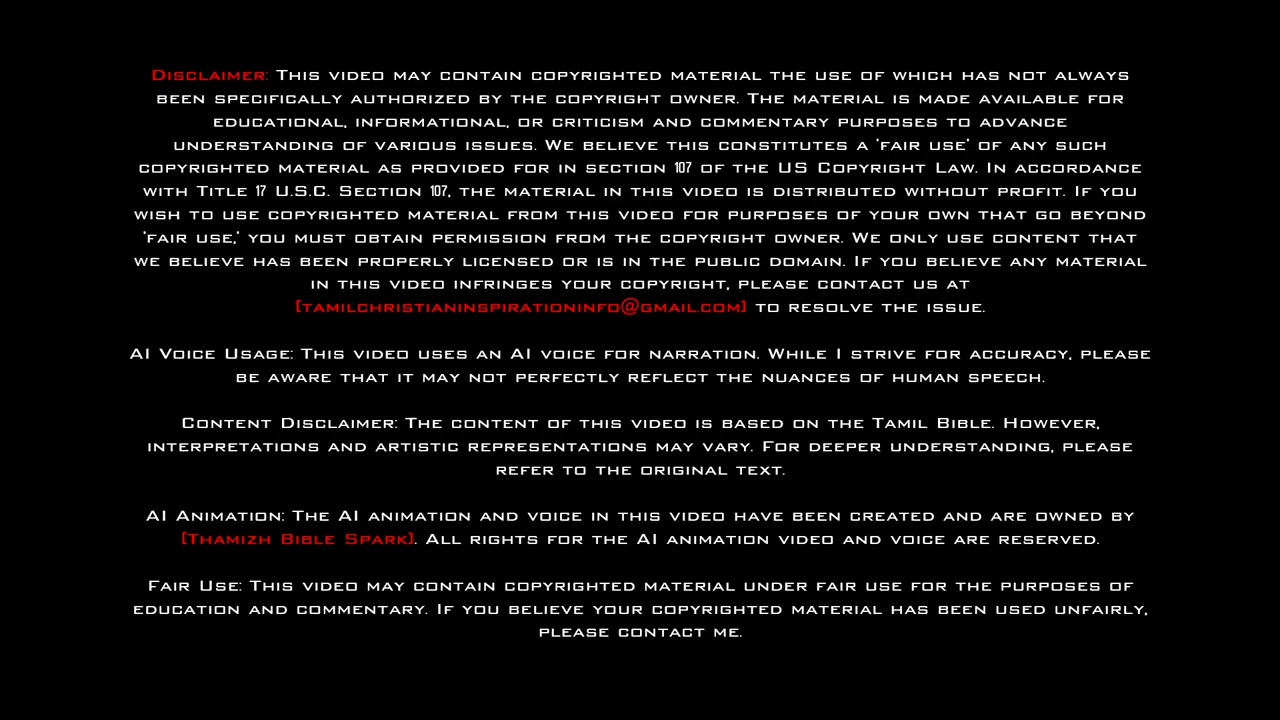 Disclaimer: This video may contain copyrighted material the use of which has not always
been specifically authorized by the copyright owner. The material is made available for
educational, informational, or criticism and commentary purposes to advance
understanding of various issues. We believe this constitutes a 'fair use' of any such
copyrighted material as provided for in section 107 of the US Copyright Law. In accordance
with Title 17 U.S.C. Section 107, the material in this video is distributed without profit. If you
wish to use copyrighted material from this video for purposes of your own that go beyond
'fair use,' you must obtain permission from the copyright owner. We only use content that
we believe has been properly licensed or is in the public domain. If you believe any material
in this video infringes your copyright, please contact us at
[tamilchristianinspirationinfo@gmail.com] to resolve the issue.
AI Voice Usage: This video uses an AI voice for narration. While I strive for accuracy, please
be aware that it may not perfectly reflect the nuances of human speech.
Content Disclaimer: The content of this video is based on the Tamil Bible. However,
interpretations and artistic representations may vary. For deeper understanding, please
refer to the original text.
AI Animation: The AI animation and voice in this video have been created and are owned by
[Thamizh Bible Spark]. All rights for the AI animation video and voice are reserved.
Fair Use: This video may contain copyrighted material under fair use for the purposes of
education and commentary. If you believe your copyrighted material has been used unfairly,
please contact me.